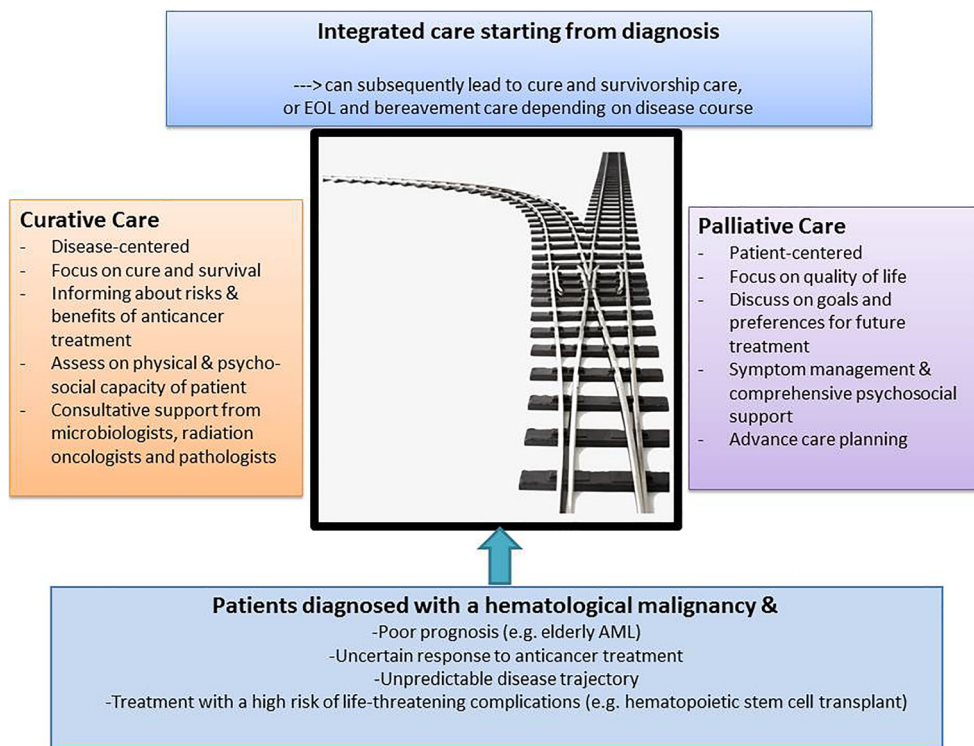 Integrated care starting from diagnosis
---> can subsequently lead to cure and survivorship care,
or EOL and bereavement care depending on disease course
Curative Care
- Disease-centered
- Focus on cure and survival
- Informing about risks &
benefits of anticancer
treatment
- Assess on physical & psycho-
social capacity of patient
- Consultative support from
microbiologists, radiation
oncologists and pathologists
Palliative Care
- Patient-centered
- Focus on quality of life
- Discuss on goals and
preferences for future
treatment
- Symptom management &
comprehensive psychosocial
support
- Advance care planning
Patients diagnosed with a hematological malignancy &
-Poor prognosis (e.g. elderly AML)
-Uncertain response to anticancer treatment
-Unpredictable disease trajectory
-Treatment with a high risk of life-threatening complications (e.g. hematopoietic stem cell transplant)